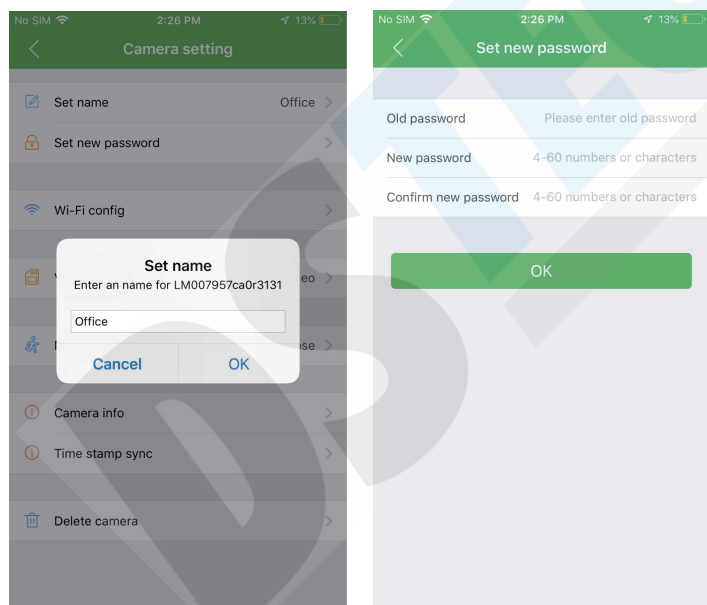 No SIM 2:26 PM 13%
Camera setting
Set name Office
Set new password
Wi-Fi config
eo
Set name
Enter an name for LM007957ca0r3131
Office
Cancel OK
ose
Camera info
Time stamp sync
Delete camera
No SIM 2:26 PM 13%
Set new password
Old password Please enter old password
New password 4-60 numbers or characters
Confirm new password 4-60 numbers or characters
OK